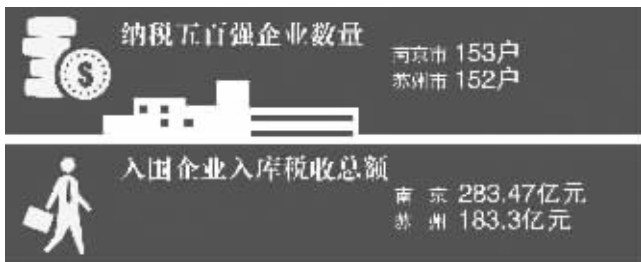 纳税五百强企业数量
南京市 153户
苏州市 152户
入围企业入库税收总额
南 京 283.47亿元
苏 州 183.3亿元